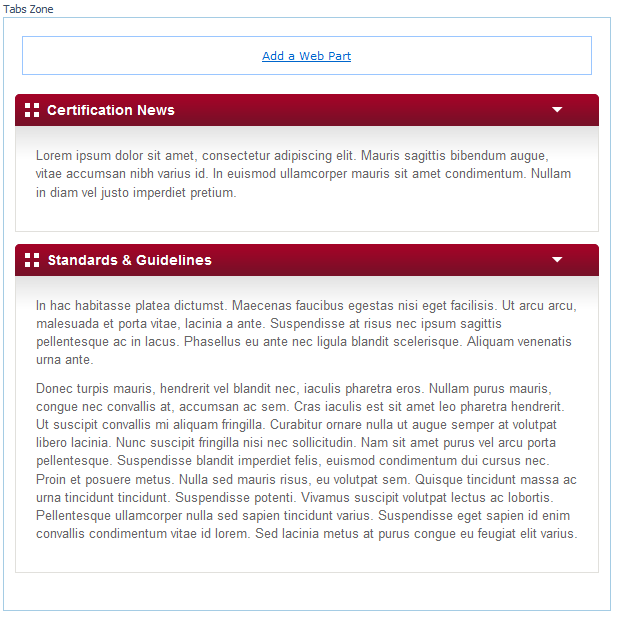 Tabs Zone
Add a Web Part
Certification News
Lorem ipsum dolor sit amet, consectetur adipiscing elit. Mauris sagittis bibendum augue,
vitae accumsan nibh varius id. In euismod ullamcorper mauris sit amet condimentum. Nullam
in diam vel justo imperdiet pretium.
Standards & Guidelines
In hac habitasse platea dictumst. Maecenas faucibus egestas nisi eget facilisis. Ut arcu arcu,
malesuada et porta vitae, lacinia a ante. Suspendisse at risus nec ipsum sagittis
pellentesque ac in lacus. Phasellus eu ante nec ligula blandit scelerisque. Aliquam venenatis
urna ante.
Donec turpis mauris, hendrerit vel blandit nec, iaculis pharetra eros. Nullam purus mauris,
congue nec convallis at, accumsan ac sem. Cras iaculis est sit amet leo pharetra hendrerit.
Ut suscipit convallis mi aliquam fringilla. Curabitur ornare nulla ut augue semper at volutpat
libero lacinia. Nunc suscipit fringilla nisi nec sollicitudin. Nam sit amet purus vel arcu porta
pellentesque. Suspendisse blandit imperdiet felis, euismod condimentum dui cursus nec.
Proin et posuere metus. Nulla sed mauris risus, eu volutpat sem. Quisque tincidunt massa ac
urna tincidunt tincidunt. Suspendisse potenti. Vivamus suscipit volutpat lectus ac lobortis.
Pellentesque ullamcorper nulla sed sapien tincidunt varius. Suspendisse eget sapien id enim
convallis condimentum vitae id lorem. Sed lacinia metus at purus congue eu feugiat elit varius.